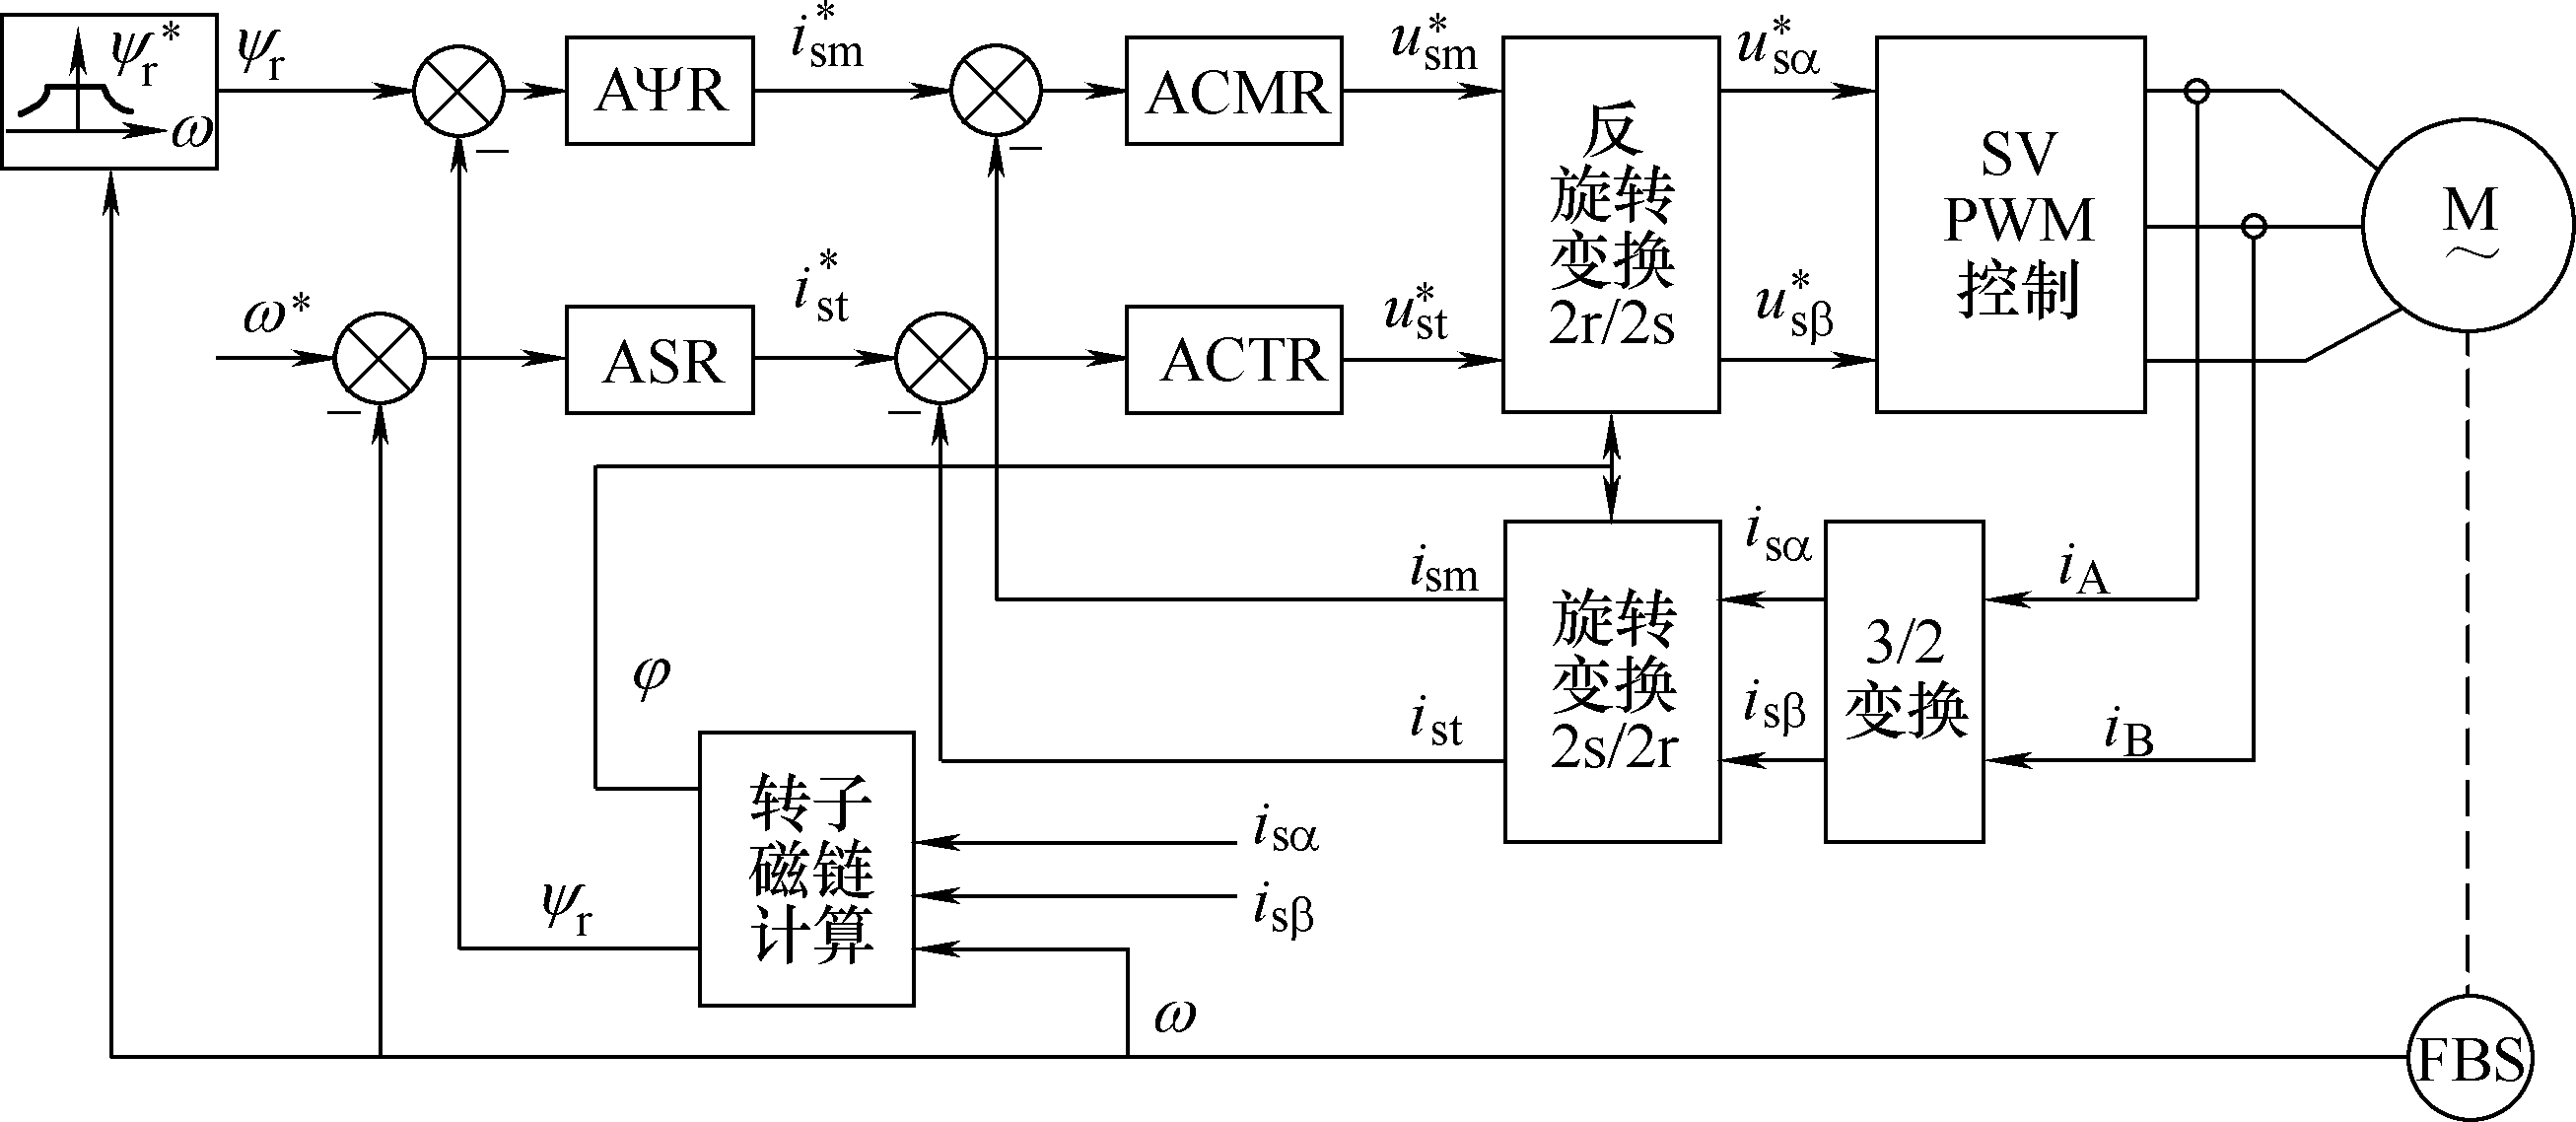 ψr*
ω
ψr
AΨR
i*sm
ACMR
u*sm
反
旋转
变换
2r/2s
u*sα
SV
PWM
控制
M
~
ω*
ASR
i*st
ACTR
u*st
u*sβ
−
−
−
−
φ
ism
ist
旋转
变换
2s/2r
isα
isβ
3/2
变换
iA
iB
转子
磁链
计算
isα
isβ
ψr
ω
FBS